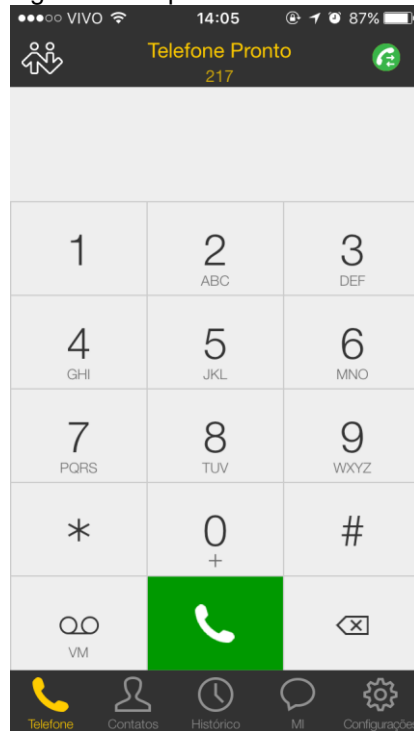 VIVO 14:05 87%
Telefone Pronto
217
1 2 3
ABC DEF
4 5 6
GHI JKL MNO
7 8 9
PQRS TUV WXYZ
* 0 #
+
VM
Telefone Contatos Histórico MI Configurações